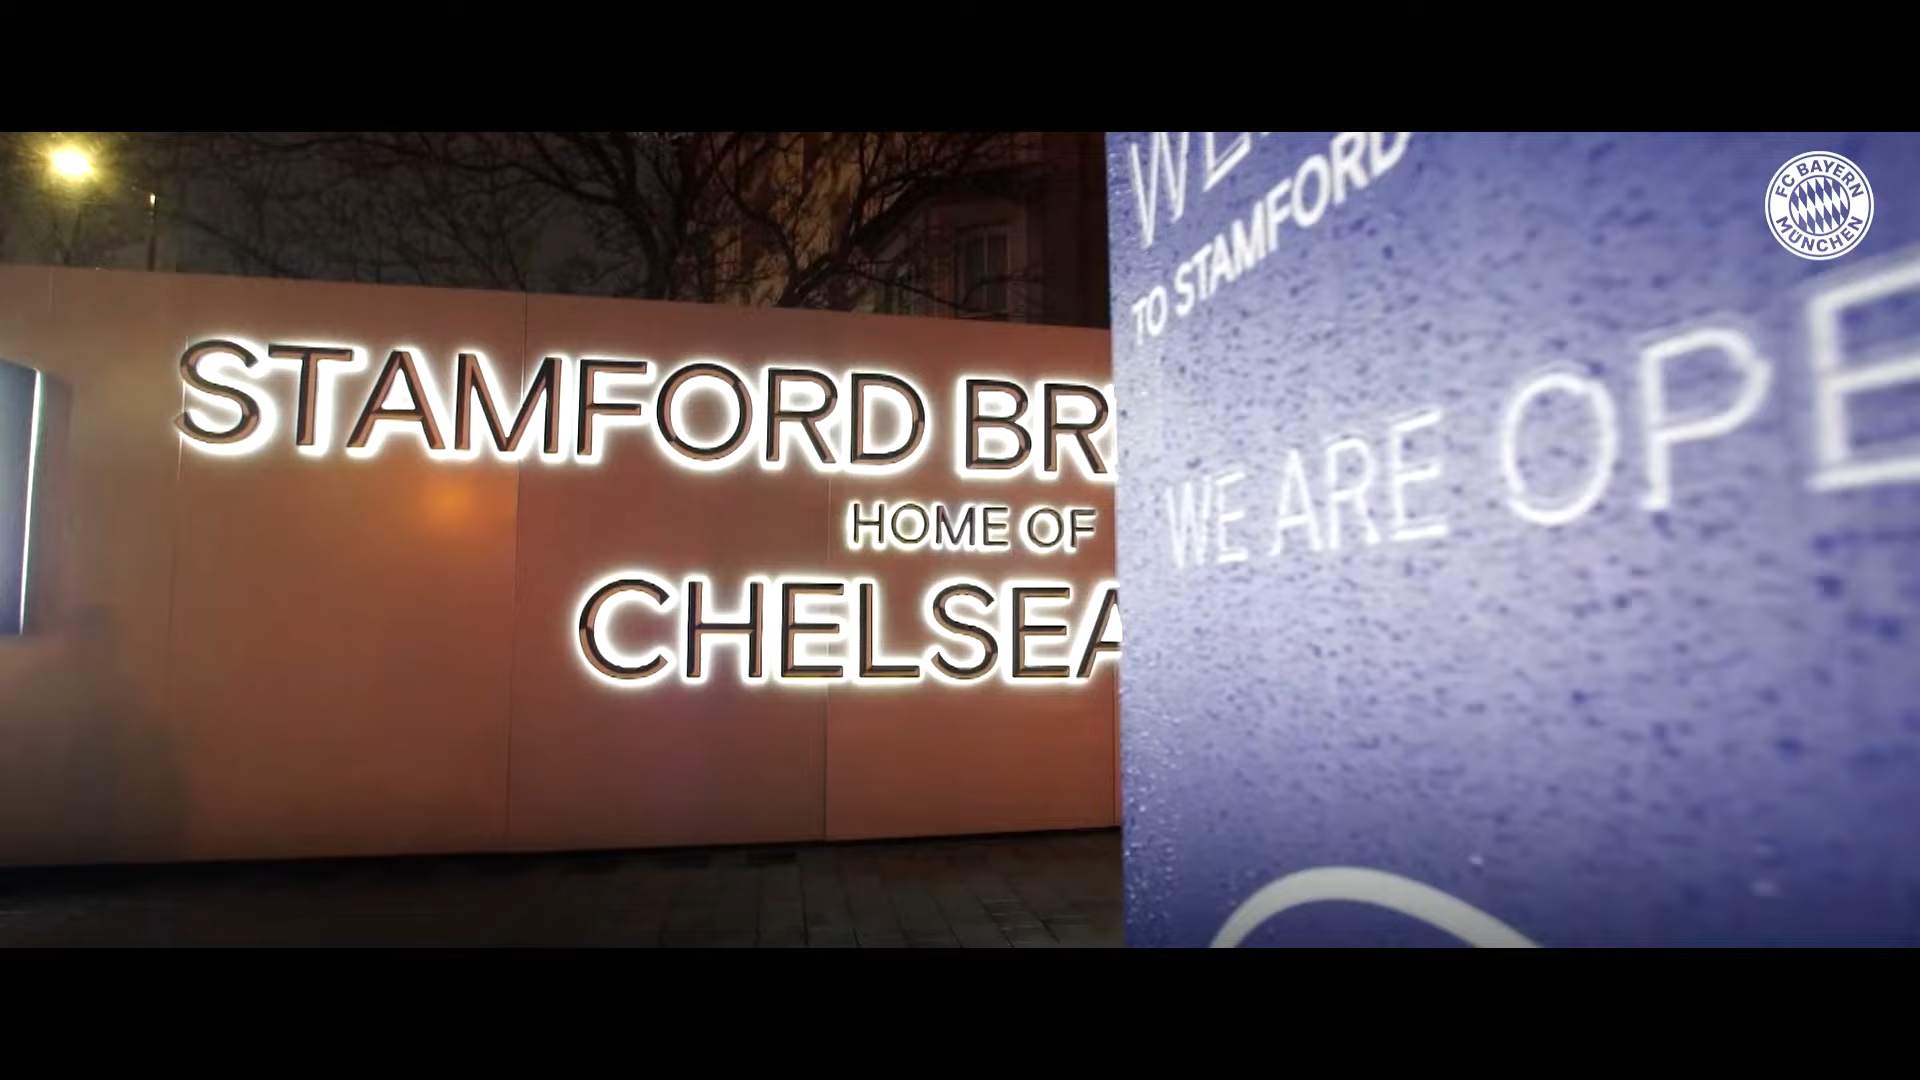 STAMFORD BR
HOME OF
CHELSEA
TO STAMFORD
WE ARE OPE
FC BAYERN
MÜNCHEN